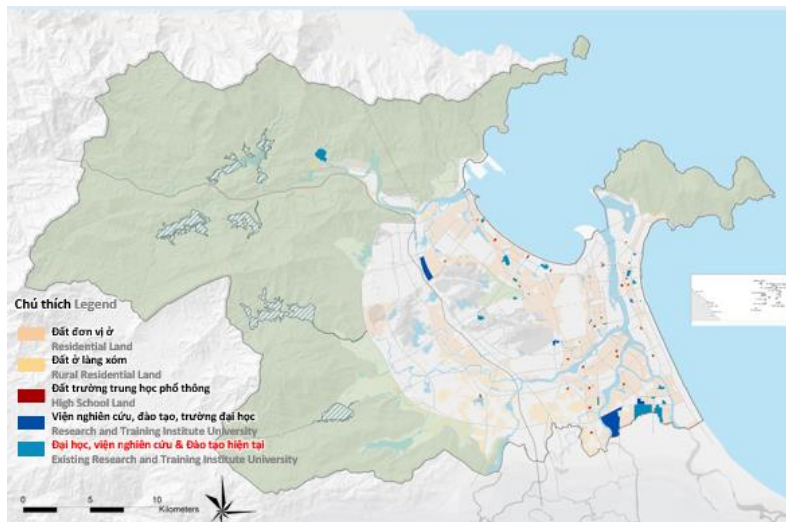 Chú thích Legend
Đất đơn vị ở
Residential Land
Đất ở làng xóm
Rural Residential Land
Đất trường trung học phổ thông
High School Land
Viện nghiên cứu, đào tạo, trường đại học
Research and Training Institute University
Đại học, viện nghiên cứu & Đào tạo hiện tại
Existing Research and Training Institute University
0 5 10
Kilometers